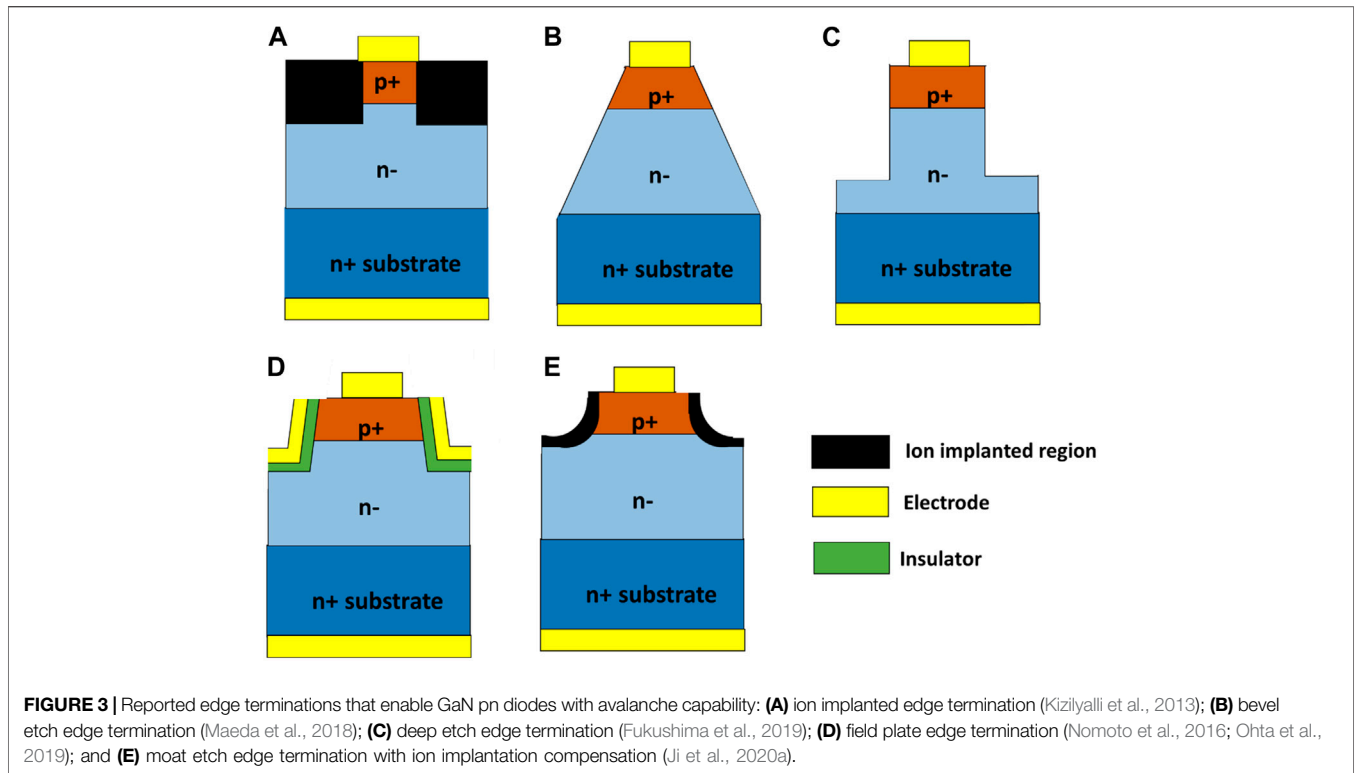 A
p+
n-
n+ substrate
B
p+
n-
n+ substrate
C
p+
n-
n+ substrate
D
p+
n-
n+ substrate
E
p+
n-
n+ substrate
Ion implanted region
Electrode
Insulator
FIGURE 3 | Reported edge terminations that enable GaN pn diodes with avalanche capability: (A) ion implanted edge termination (Kizilyalli et al., 2013); (B) bevel
etch edge termination (Maeda et al., 2018); (C) deep etch edge termination (Fukushima et al., 2019); (D) field plate edge termination (Nomoto et al., 2016; Ohta et al.,
2019); and (E) moat etch edge termination with ion implantation compensation (Ji et al., 2020a).